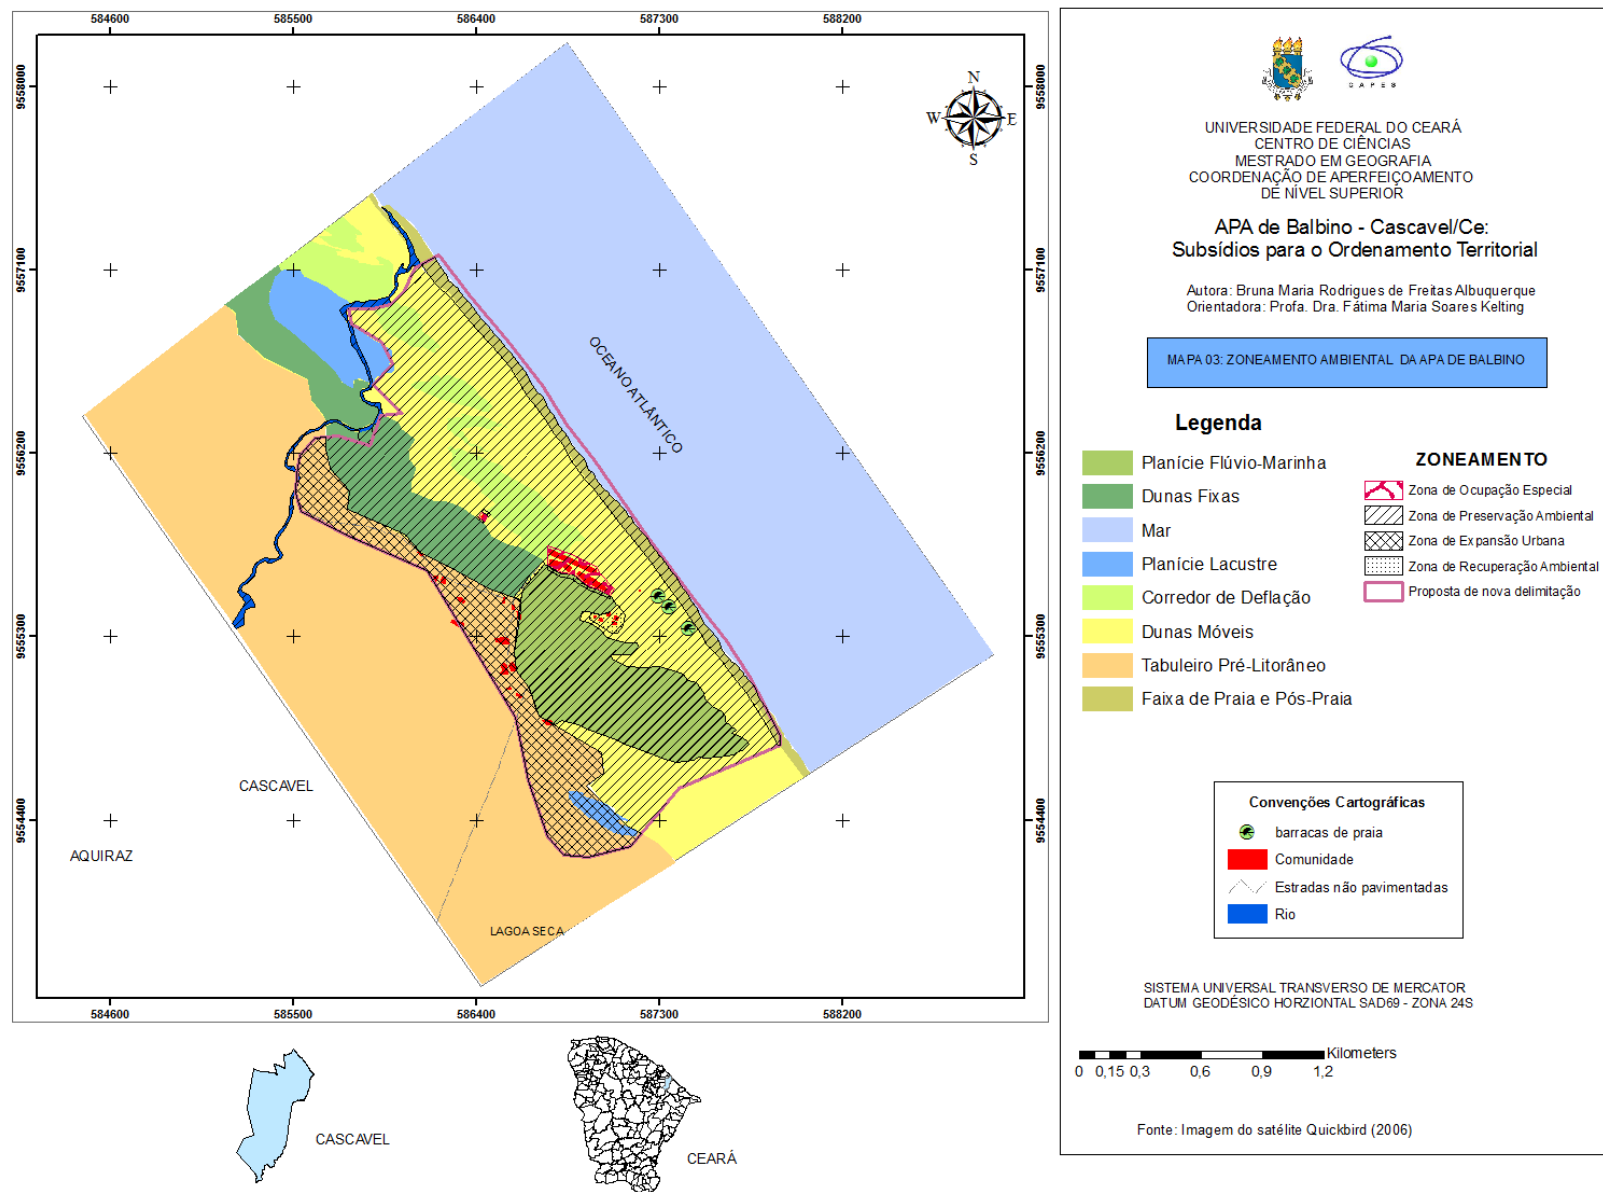 584600 585500 586400 587300 588200
9558000 9558000
9557100 9557100
9556200 9556200
9555300 9555300
9554400 9554400
N
W E
S
OCEANO ATLÂNTICO
CASCAVEL
AQUIRAZ
LAGOA SECA
584600 585500 586400 587300 588200
CASCAVEL
CEARÁ
CAPES
UNIVERSIDADE FEDERAL DO CEARÁ
CENTRO DE CIÊNCIAS
MESTRADO EM GEOGRAFIA
COORDENAÇÃO DE APERFEIÇOAMENTO
DE NÍVEL SUPERIOR
APA de Balbino - Cascavel/Ce:
Subsídios para o Ordenamento Territorial
Autora: Bruna Maria Rodrigues de Freitas Albuquerque
Orientadora: Profa. Dra. Fátima Maria Soares Kelting
MAPA 03: ZONEAMENTO AMBIENTAL DA APA DE BALBINO
Legenda
Planície Flúvio-Marinha
Dunas Fixas
Mar
Planície Lacustre
Corredor de Deflação
Dunas Móveis
Tabuleiro Pré-Litorâneo
Faixa de Praia e Pós-Praia
ZONEAMENTO
Zona de Ocupação Especial
Zona de Preservação Ambiental
Zona de Expansão Urbana
Zona de Recuperação Ambiental
Proposta de nova delimitação
Convenções Cartográficas
barracas de praia
Comunidade
Estradas não pavimentadas
Rio
SISTEMA UNIVERSAL TRANSVERSO DE MERCATOR
DATUM GEODÉSICO HORZIONTAL SAD69 - ZONA 24S
Kilometers
0 0,15 0,3 0,6 0,9 1,2
Fonte: Imagem do satélite Quickbird (2006)